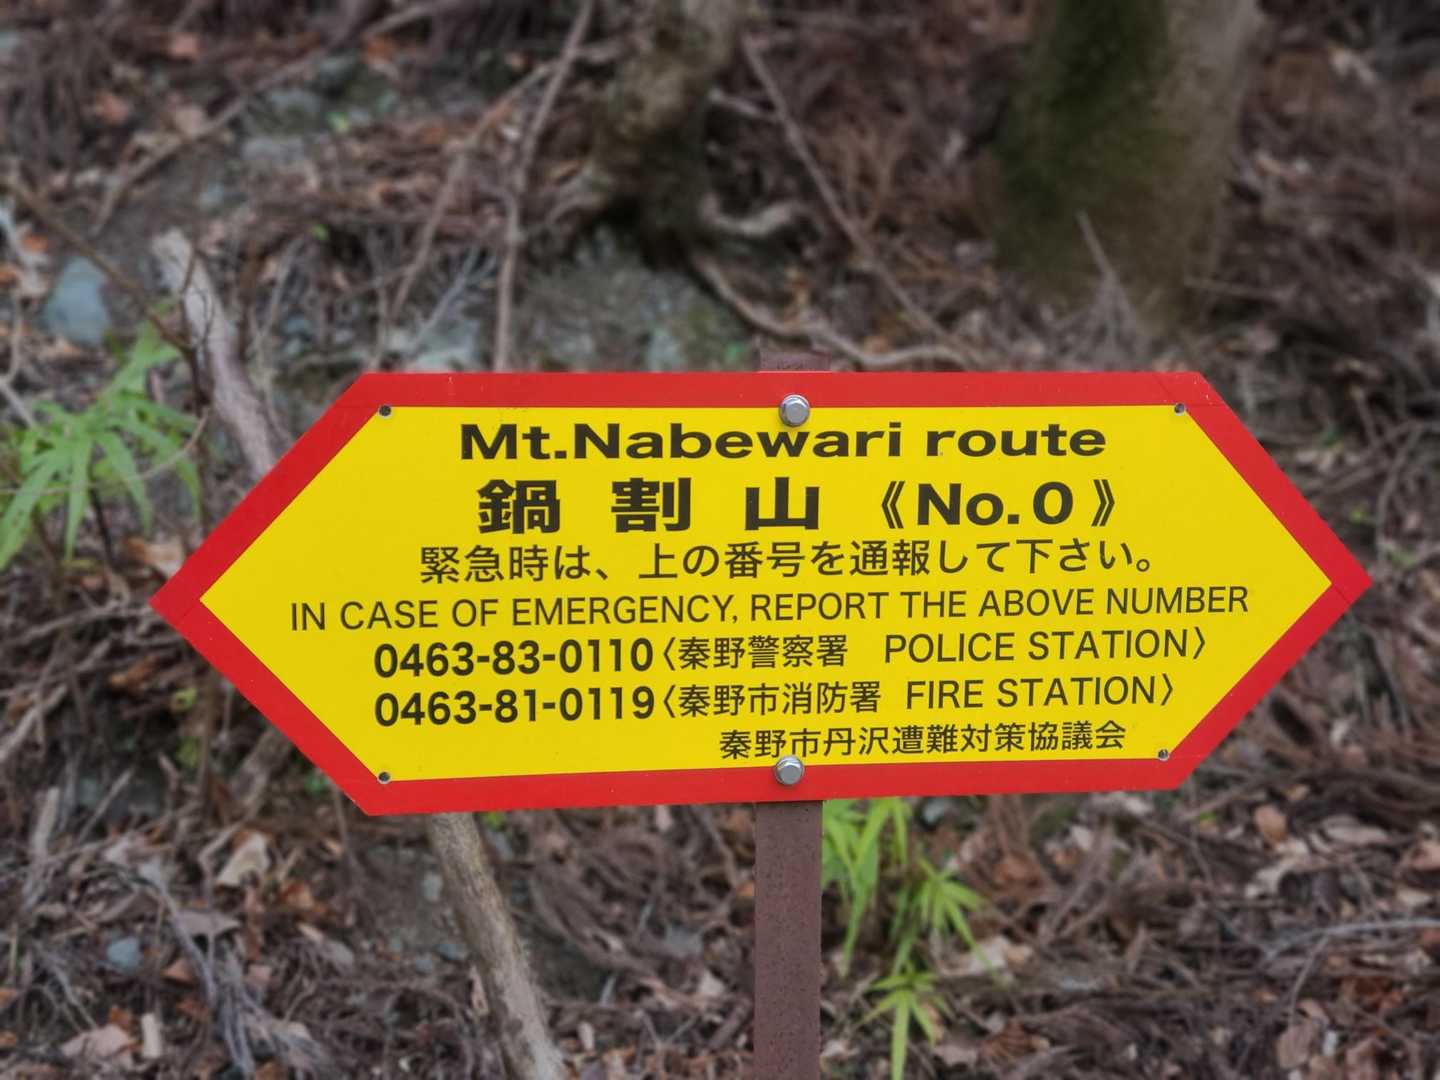 Mt.Nabewari route
鍋割山《No.0》
緊急時は、上の番号を通報して下さい。
IN CASE OF EMERGENCY, REPORT THE ABOVE NUMBER
0463-83-0110〈秦野警察署 POLICE STATION〉
0463-81-0119〈秦野市消防署 FIRE STATION〉
秦野市丹沢遭難対策協議会